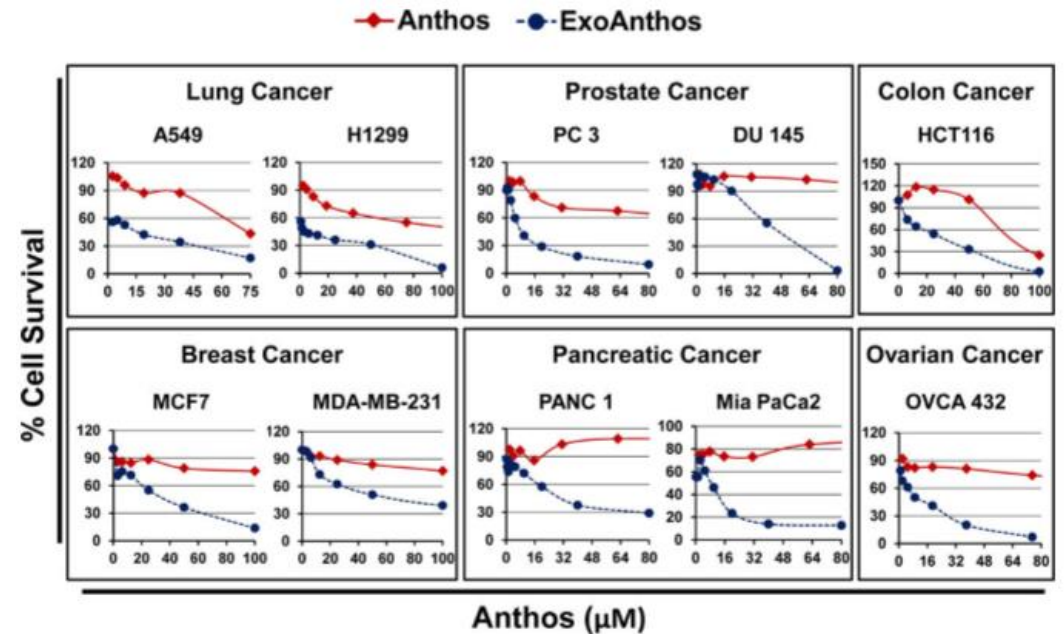 Anthos ExoAnthos
Lung Cancer
A549 H1299
120 90 60 30 0
0 15 30 45 60 75
120 90 60 30 0
0 20 40 60 80 100
Prostate Cancer
PC 3 DU 145
120 90 60 30 0
0 16 32 48 64 80
120 90 60 30 0
0 16 32 48 64 80
Colon Cancer
HCT116
150 120 90 60 30 0
0 20 40 60 80 100
% Cell Survival
Breast Cancer
MCF7 MDA-MB-231
120 90 60 30 0
0 20 40 60 80 100
120 90 60 30 0
0 20 40 60 80 100
Pancreatic Cancer
PANC 1 Mia PaCa2
120 90 60 30 0
0 16 32 48 64 80
100 80 60 40 20 0
0 16 32 48 64 80
Ovarian Cancer
OVCA 432
120 90 60 30 0
0 16 32 48 64 80
Anthos (μM)